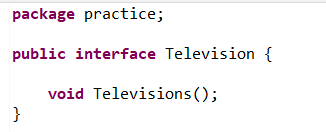 package practice;
public interface Television {
void Televisions();
}